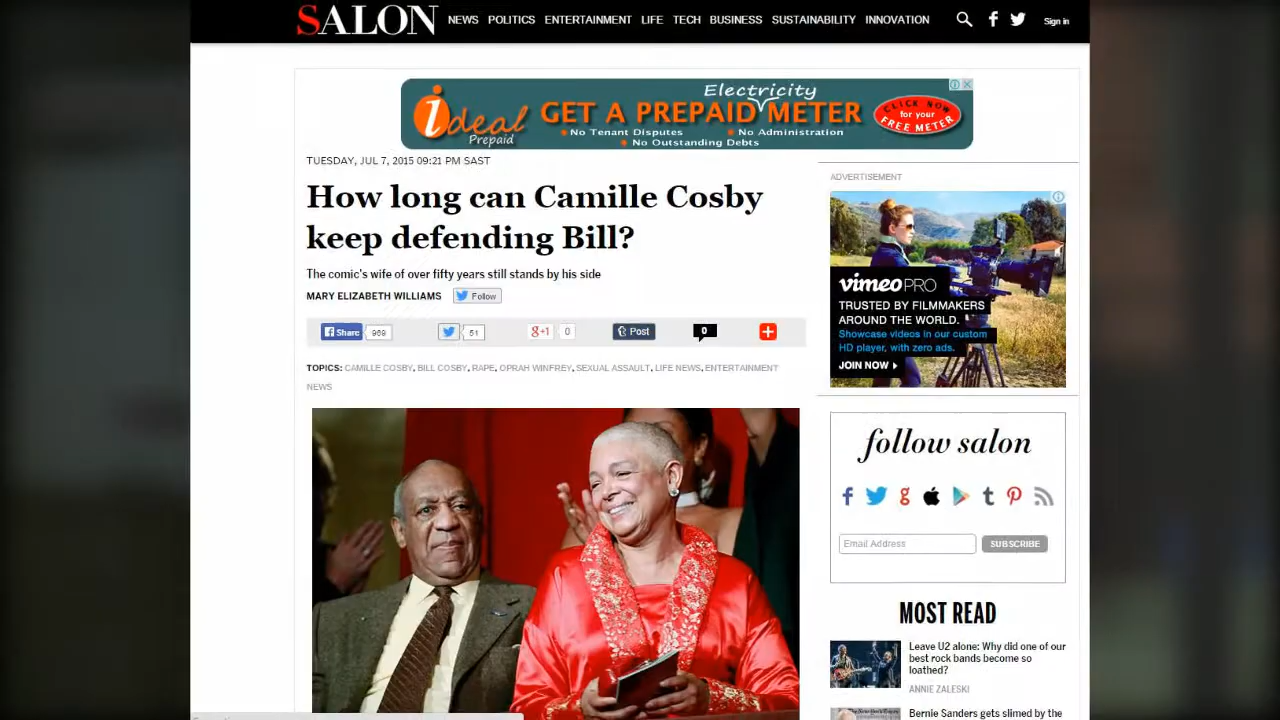 SALON
NEWS POLITICS ENTERTAINMENT LIFE TECH BUSINESS SUSTAINABILITY INNOVATION
Sign in
ideal
Prepaid
Electricity
GET A PREPAID METER
No Tenant Disputes No Administration
No Outstanding Debts
CLICK NOW
for your
FREE METER
TUESDAY, JUL 7, 2015 09:21 PM SAST
How long can Camille Cosby
keep defending Bill?
The comic's wife of over fifty years still stands by his side
MARY ELIZABETH WILLIAMS Follow
Share 969 51 g+1 0 Post 0
TOPICS: CAMILLE COSBY, BILL COSBY, RAPE, OPRAH WINFREY, SEXUAL ASSAULT, LIFE NEWS, ENTERTAINMENT
NEWS
ADVERTISEMENT
vimeo PRO
TRUSTED BY FILMMAKERS
AROUND THE WORLD.
Showcase videos in our custom
HD player, with zero ads.
JOIN NOW
follow salon
Email Address SUBSCRIBE
MOST READ
Leave U2 alone: Why did one of our
best rock bands become so
loathed?
ANNIE ZALESKI
Bernie Sanders gets slimed by the